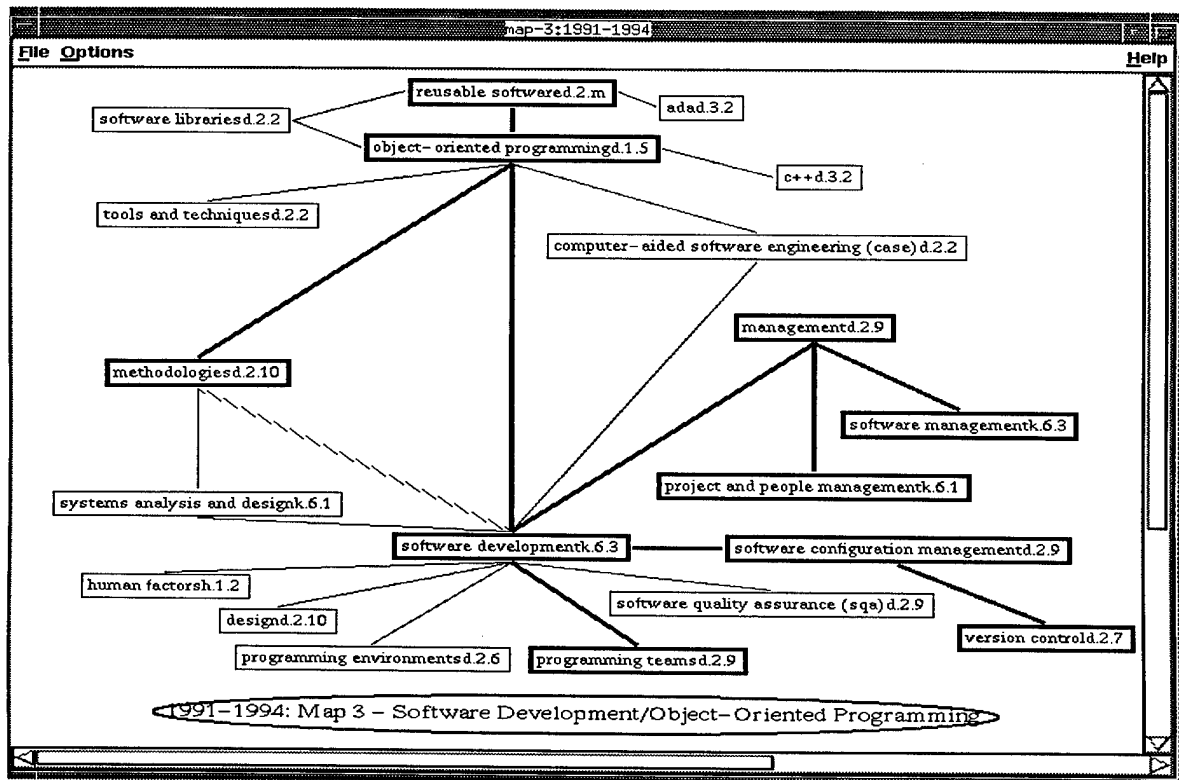 map-3:1991-1994
File Options Help
reusable softwared.2.m
adad.3.2
software librariesd.2.2
object-oriented programmingd.1.5
c++d.3.2
tools and techniquesd.2.2
computer-aided software engineering (case)d.2.2
managementd.2.9
methodologiesd.2.10
software managementk.6.3
project and people managementk.6.1
systems analysis and designk.6.1
software developmentk.6.3
software configuration managementd.2.9
human factorsh.1.2
software quality assurance (sqa)d.2.9
designd.2.10
version controld.2.7
programming environmentsd.2.6
programming teamsd.2.9
1991-1994: Map 3 - Software Development/Object-Oriented Programming